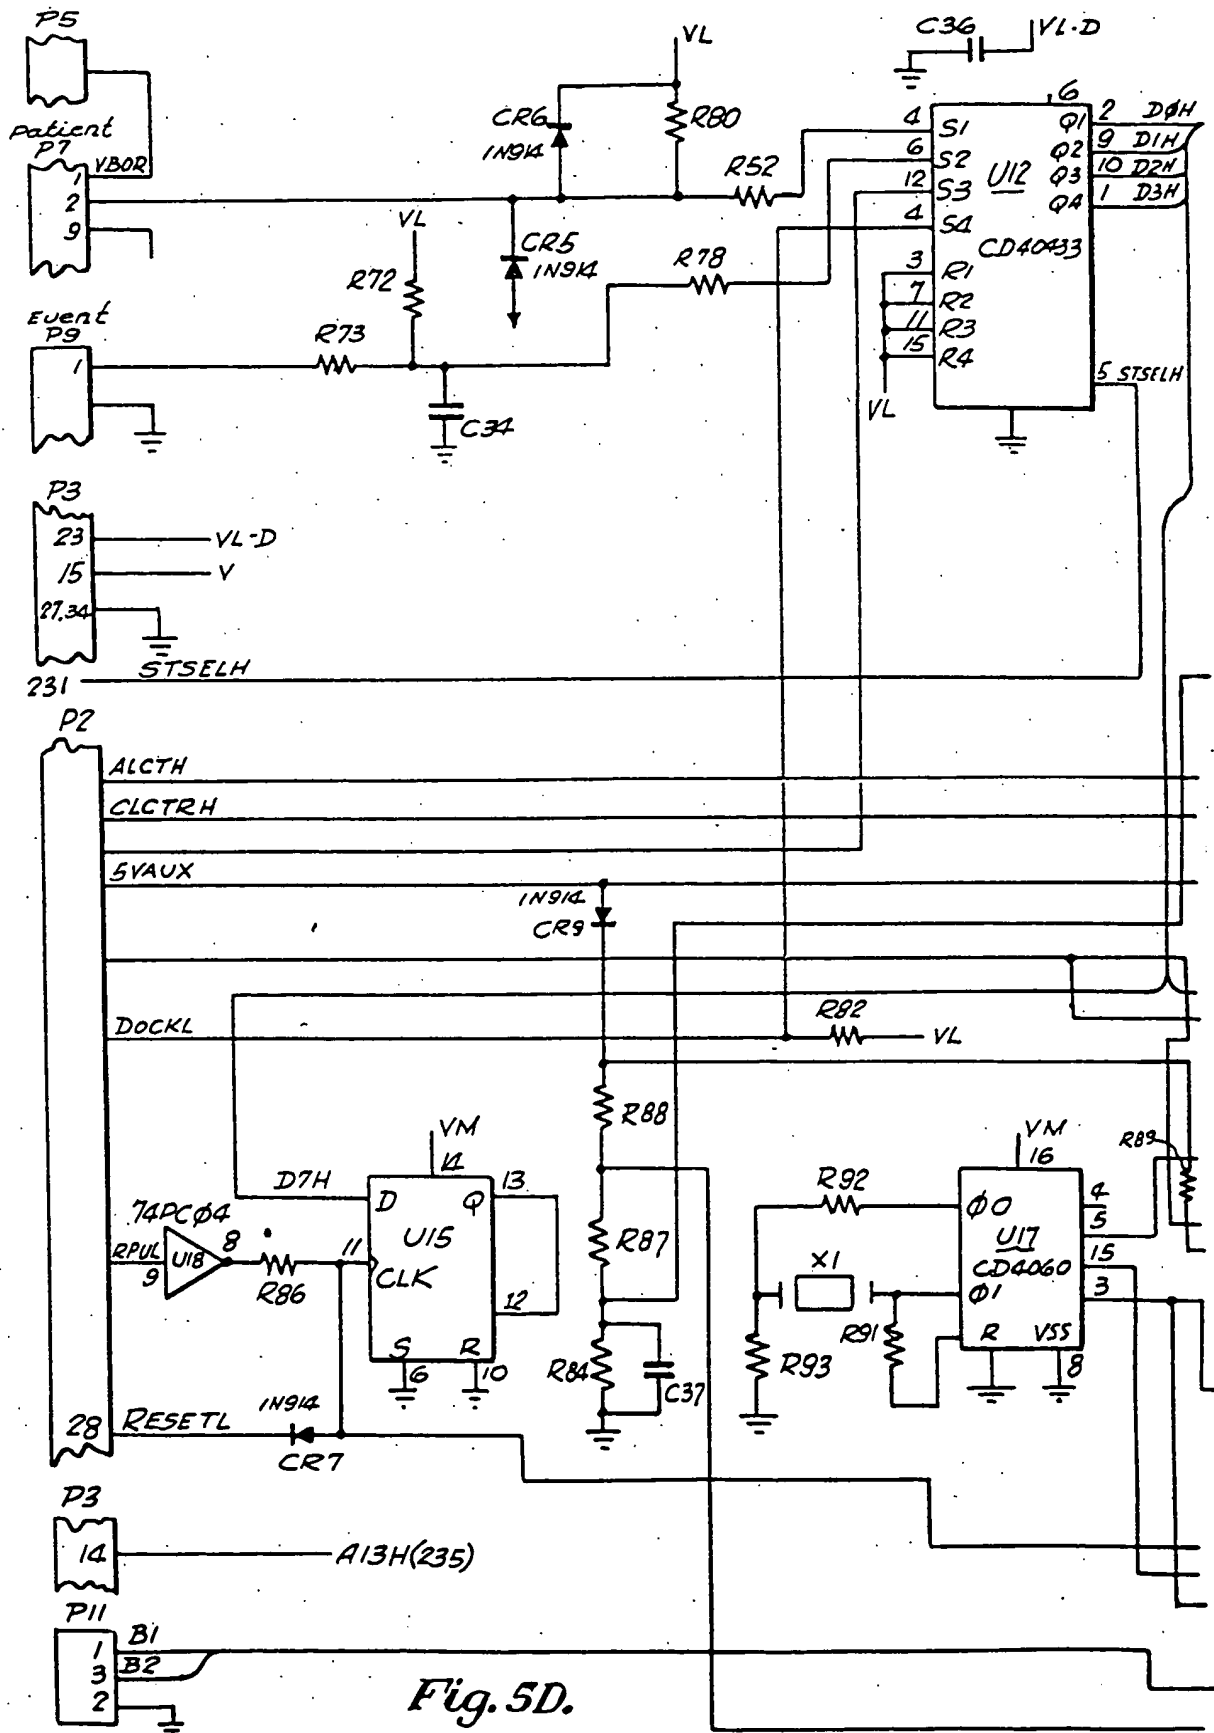 P5
C36
VL-D
VL
Patient
P7
1 VBOR
2
9
CR6
1N914
R80
R52
VL
R72
CR5
1N914
R78
6
4 S1
6 S2
12 S3
4 S4
3 R1
7 R2
11 R3
15 R4
VL
U12
CD40433
Q1 2 DØH
Q2 9 D1H
Q3 10 D2H
Q4 1 D3H
5 STSELH
Event
P9
1
R73
C34
P3
23 VL-D
15 V
27,34
231 STSELH
P2
ALCTH
CLCTRH
5VAUX
1N914
CR9
DOCKL
R82
VL
R88
VM
14
D7H
D Q 13
U15
11 CLK
12
S R
6 10
74PCØ4
RPUL
9 U18 8
R86
R87
R84
C37
VM
16
R89
R92
ØO
U17
CD4060
Ø1
4
5
15
3
X1
R91
R93
R VSS
8
28 RESETL
1N914
CR7
P3
14 A13H(235)
P11
1 B1
3 B2
2
Fig. 5D.